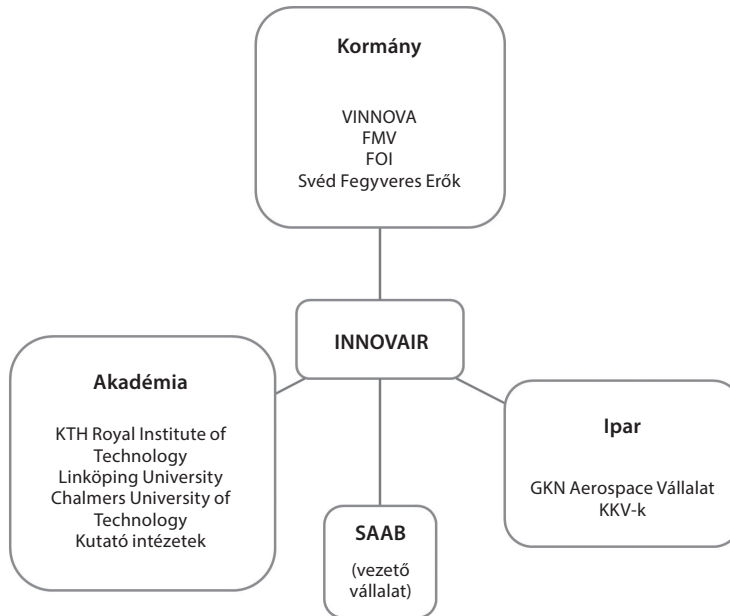 Kormány
VINNOVA
FMV
FOI
Svéd Fegyveres Erők
INNOVAIR
Akadémia
KTH Royal Institute of
Technology
Linköping University
Chalmers University of
Technology
Kutató intézetek
SAAB
(vezető
vállalat)
Ipar
GKN Aerospace Vállalat
KKV-k